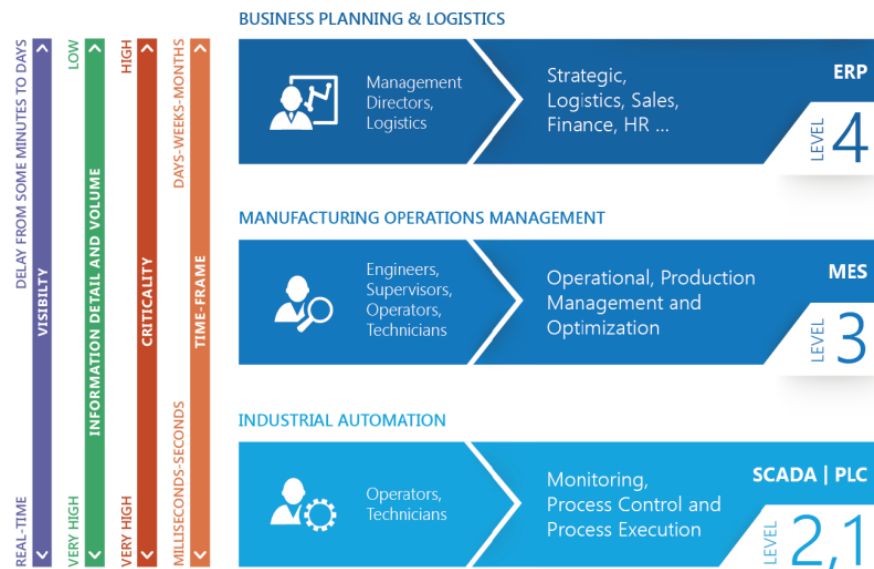 BUSINESS PLANNING & LOGISTICS
DELAY FROM SOME MINUTES TO DAYS
VISIBILTY
REAL-TIME
LOW
INFORMATION DETAIL AND VOLUME
VERY HIGH
HIGH
CRITICALITY
VERY HIGH
DAYS-WEEKS-MONTHS
TIME-FRAME
MILLISECONDS-SECONDS
Management
Directors,
Logistics
Strategic,
Logistics, Sales,
Finance, HR ...
ERP
LEVEL 4
MANUFACTURING OPERATIONS MANAGEMENT
Engineers,
Supervisors,
Operators,
Technicians
Operational, Production
Management and
Optimization
MES
LEVEL 3
INDUSTRIAL AUTOMATION
Operators,
Technicians
Monitoring,
Process Control and
Process Execution
SCADA | PLC
LEVEL 2,1